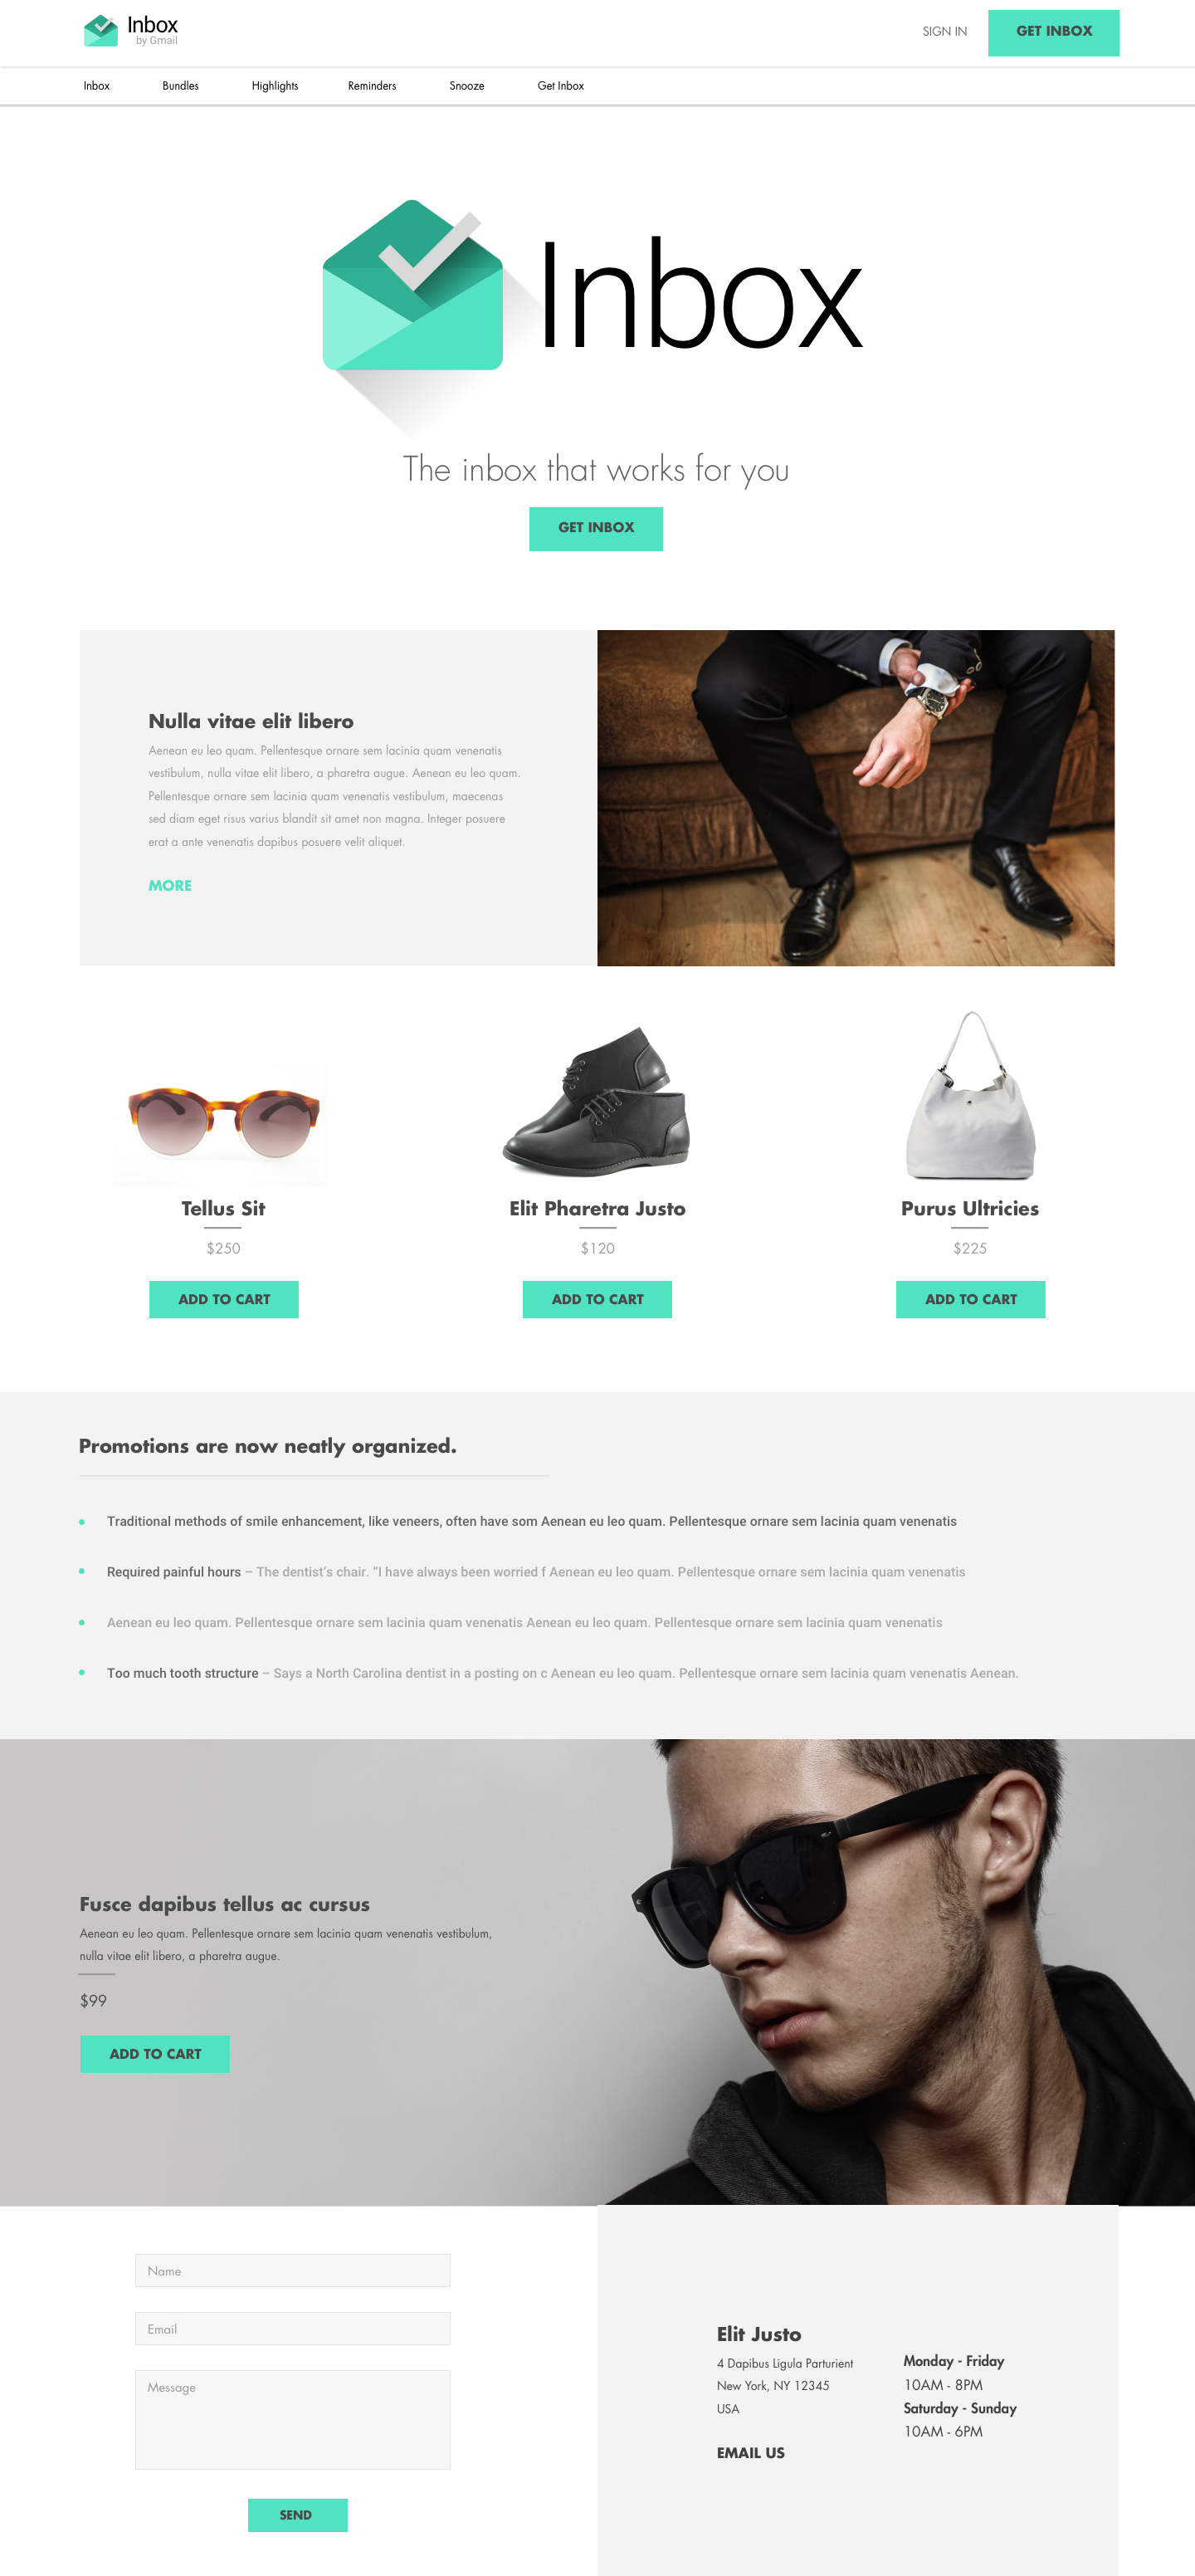 Inbox
by Gmail
SIGN IN
GET INBOX
Inbox
Bundles
Highlights
Reminders
Snooze
Get Inbox
Inbox
The inbox that works for you
GET INBOX
Nulla vitae elit libero
Aenean eu leo quam. Pellentesque ornare sem lacinia quam venenatis
vestibulum, nulla vitae elit libero, a pharetra augue. Aenean eu leo quam.
Pellentesque ornare sem lacinia quam venenatis vestibulum, maecenas
sed diam eget risus varius blandit sit amet non magna. Integer posuere
erat a ante venenatis dapibus posuere velit aliquet.
MORE
Tellus Sit
$250
ADD TO CART
Elit Pharetra Justo
$120
ADD TO CART
Purus Ultricies
$225
ADD TO CART
Promotions are now neatly organized.
Traditional methods of smile enhancement, like veneers, often have som Aenean eu leo quam. Pellentesque ornare sem lacinia quam venenatis
Required painful hours – The dentist’s chair. “I have always been worried f Aenean eu leo quam. Pellentesque ornare sem lacinia quam venenatis
Aenean eu leo quam. Pellentesque ornare sem lacinia quam venenatis Aenean eu leo quam. Pellentesque ornare sem lacinia quam venenatis
Too much tooth structure – Says a North Carolina dentist in a posting on c Aenean eu leo quam. Pellentesque ornare sem lacinia quam venenatis Aenean.
Fusce dapibus tellus ac cursus
Aenean eu leo quam. Pellentesque ornare sem lacinia quam venenatis vestibulum,
nulla vitae elit libero, a pharetra augue.
$99
ADD TO CART
Name
Email
Message
SEND
Elit Justo
4 Dapibus Ligula Parturient
New York, NY 12345
USA
EMAIL US
Monday - Friday
10AM - 8PM
Saturday - Sunday
10AM - 6PM